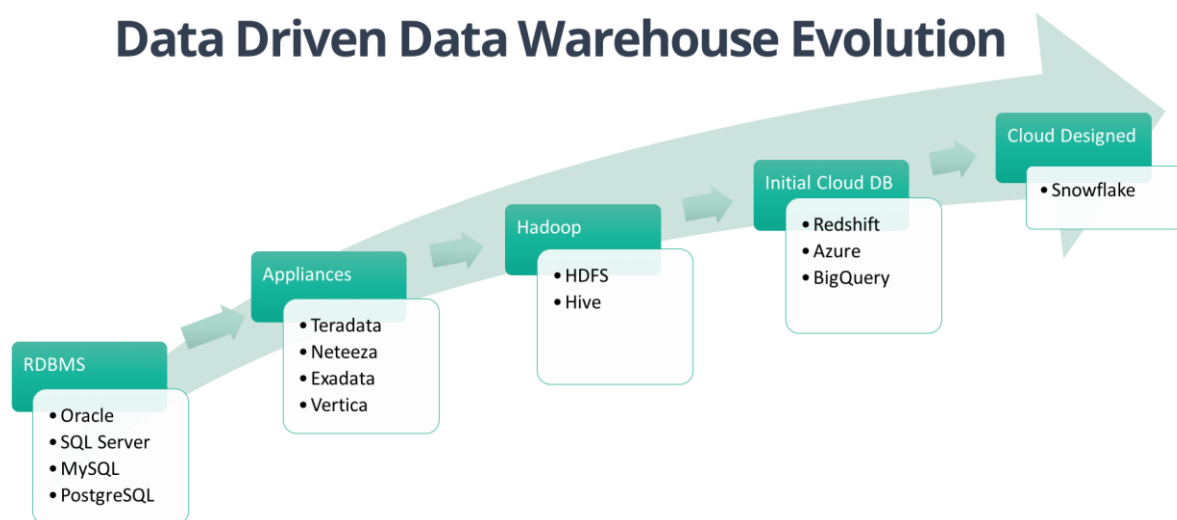 Data Driven Data Warehouse Evolution
RDBMS
• Oracle
• SQL Server
• MySQL
• PostgreSQL
Appliances
• Teradata
• Neteeza
• Exadata
• Vertica
Hadoop
• HDFS
• Hive
Initial Cloud DB
• Redshift
• Azure
• BigQuery
Cloud Designed
• Snowflake